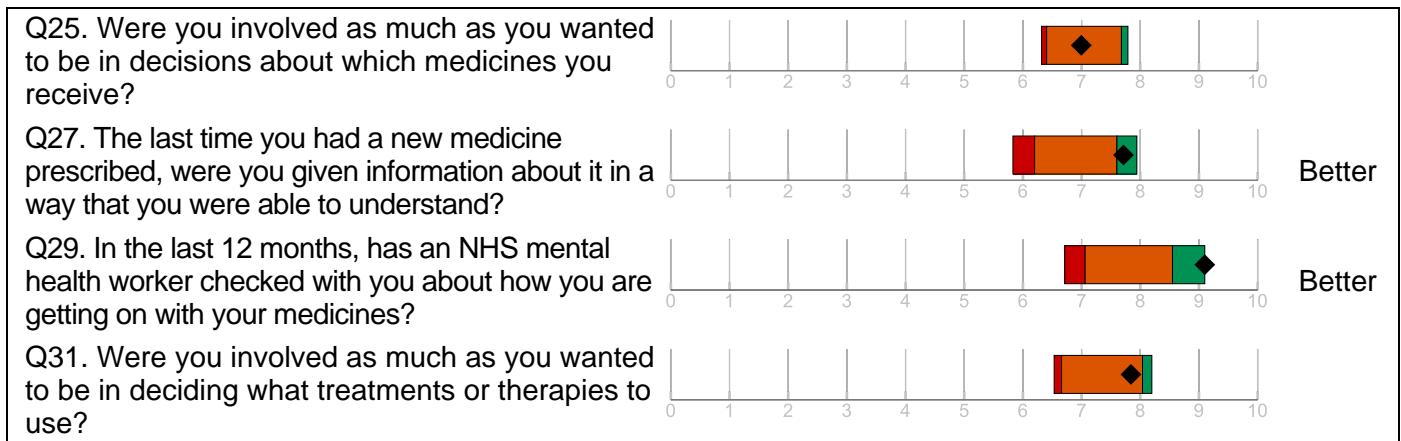 Q25. Were you involved as much as you wanted
to be in decisions about which medicines you
receive?
0 1 2 3 4 5 6 7 8 9 10
Q27. The last time you had a new medicine
prescribed, were you given information about it in a
way that you were able to understand?
0 1 2 3 4 5 6 7 8 9 10
Better
Q29. In the last 12 months, has an NHS mental
health worker checked with you about how you are
getting on with your medicines?
0 1 2 3 4 5 6 7 8 9 10
Better
Q31. Were you involved as much as you wanted
to be in deciding what treatments or therapies to
use?
0 1 2 3 4 5 6 7 8 9 10